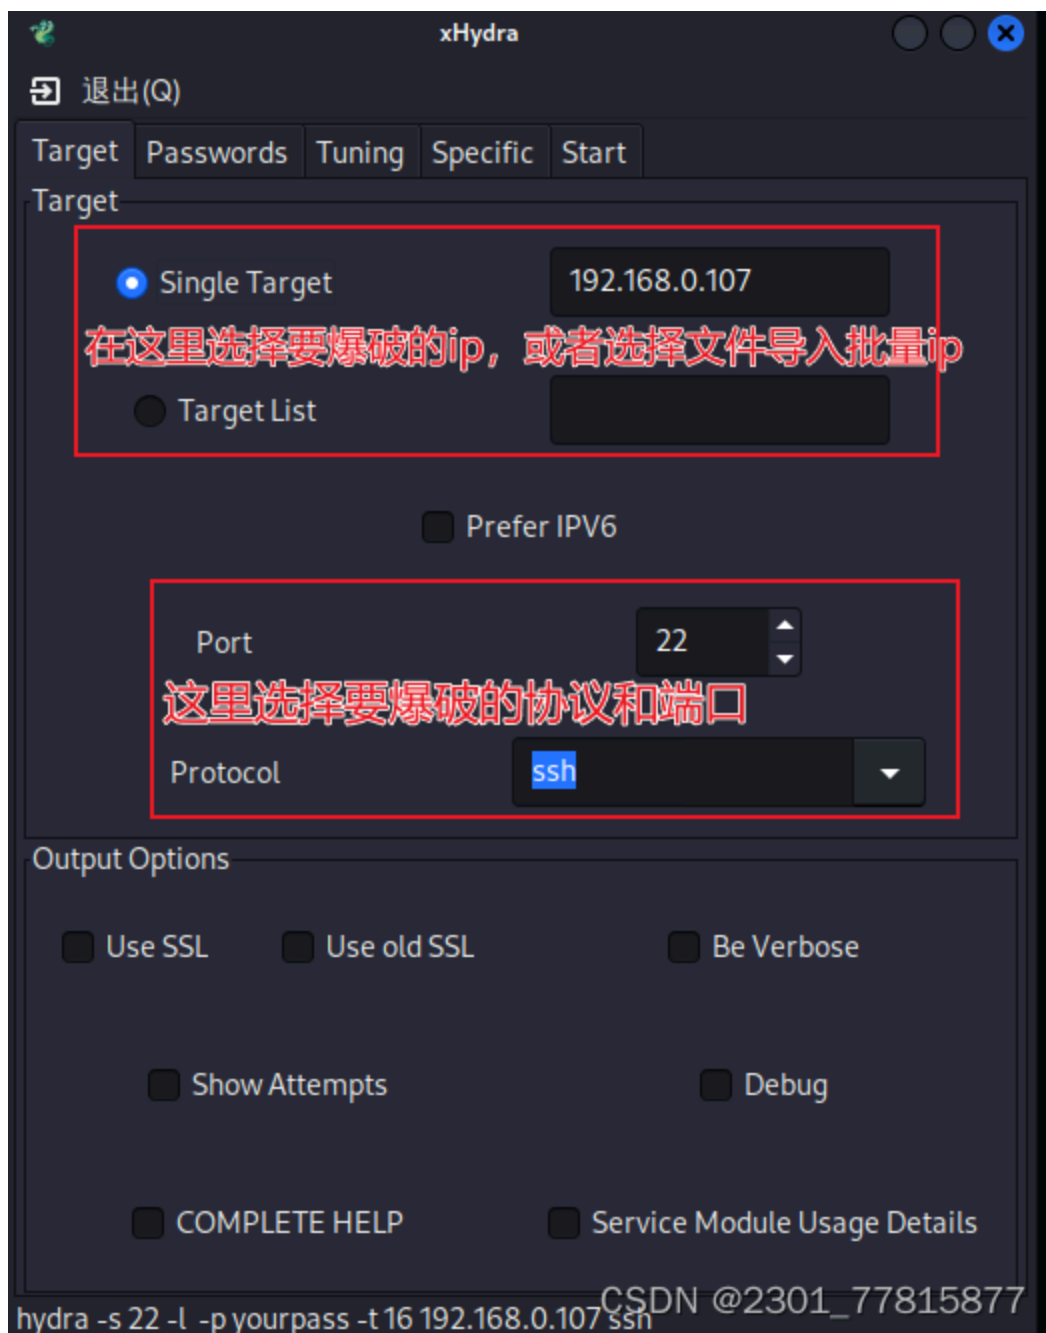 xHydra
退出(Q)
Target Passwords Tuning Specific Start
Target
Single Target 192.168.0.107
在这里选择要爆破的ip，或者选择文件导入批量ip
Target List
Prefer IPV6
Port 22
这里选择要爆破的协议和端口
Protocol ssh
Output Options
Use SSL Use old SSL Be Verbose
Show Attempts Debug
COMPLETE HELP Service Module Usage Details
CSDN @2301_77815877
hydra -s 22 -l -p yourpass -t 16 192.168.0.107 ssh